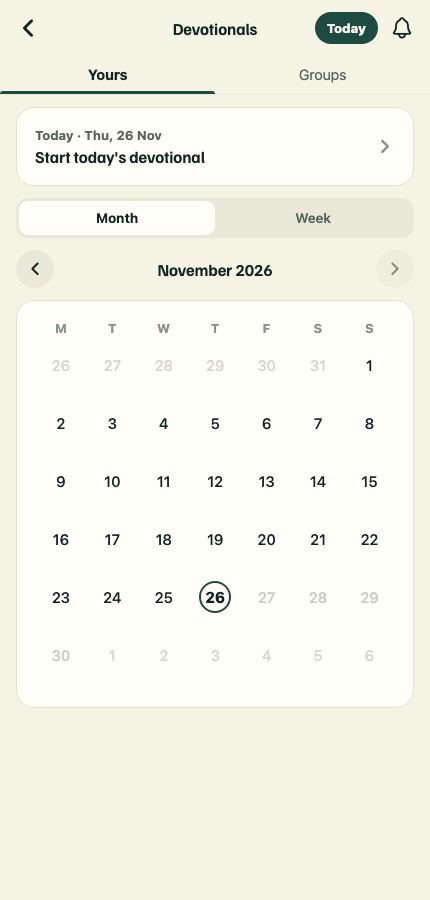 Devotionals
Today
Yours
Groups
Today · Thu, 26 Nov
Start today's devotional
Month
Week
November 2026
M T W T F S S
26 27 28 29 30 31 1
2 3 4 5 6 7 8
9 10 11 12 13 14 15
16 17 18 19 20 21 22
23 24 25 26 27 28 29
30 1 2 3 4 5 6